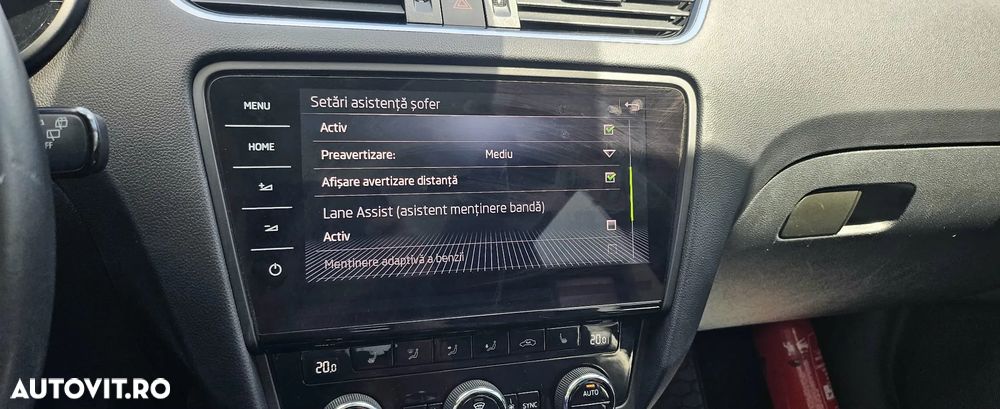 MENU
HOME
Setări asistență șofer
Activ
Preavertizare: Mediu
Afișare avertizare distanță
Lane Assist (asistent menținere bandă)
Activ
Menținere adaptivă a benzii
OFF
20.0
20.0
SYNC
AUTO
AUTOVIT.RO